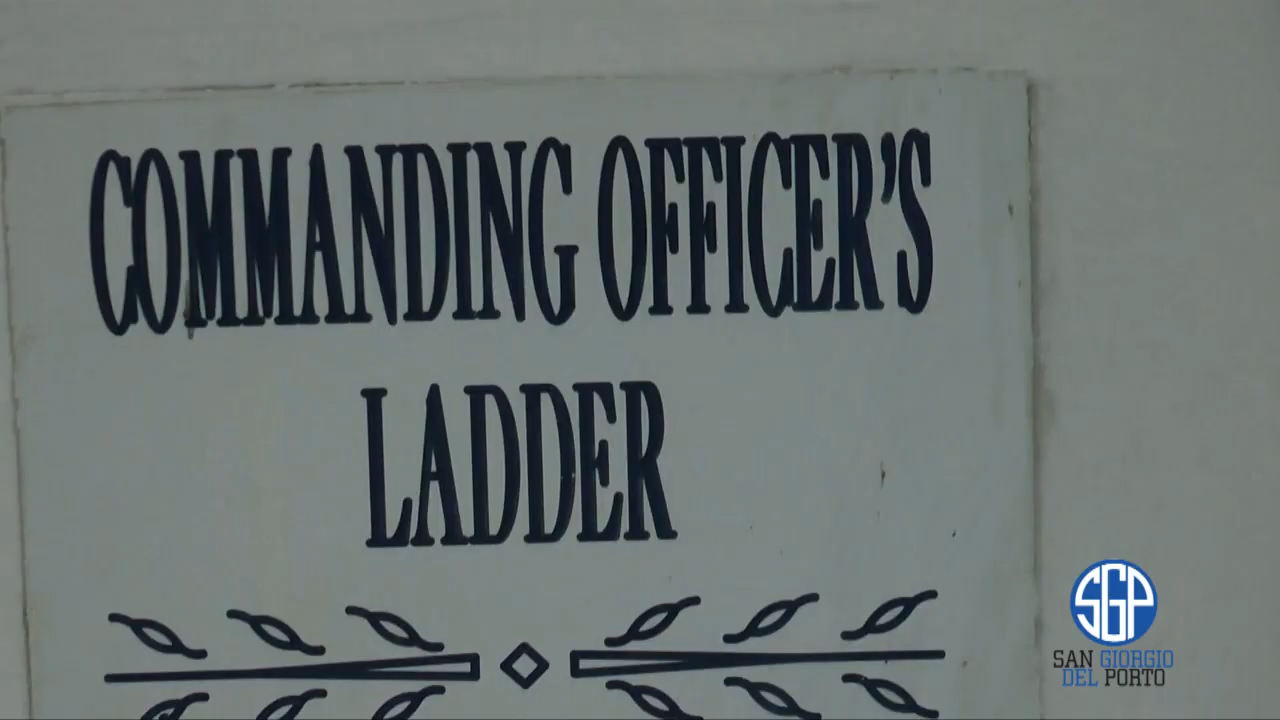 COMMANDING OFFICER'S
LADDER
SGP
SAN GIORGIO
DEL PORTO